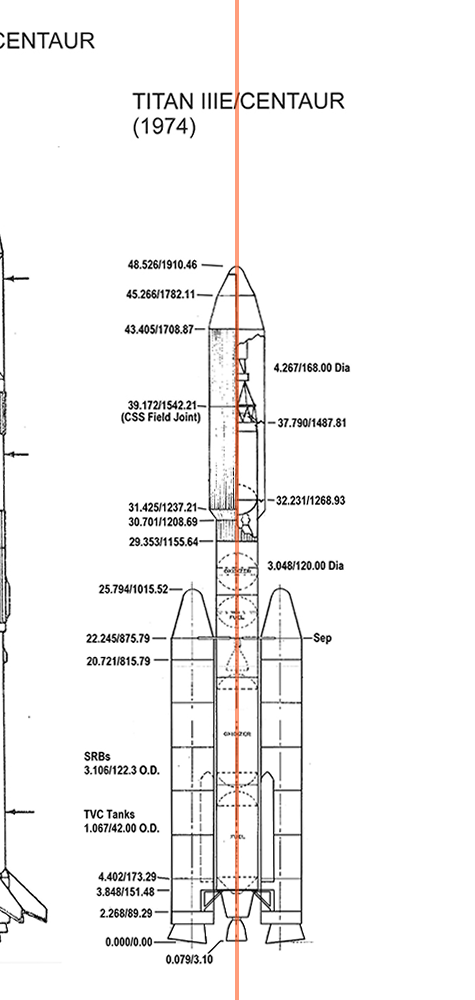 CENTAUR
TITAN IIIE/CENTAUR
(1974)
48.526/1910.46
45.266/1782.11
43.405/1708.87
4.267/168.00 Dia
39.172/1542.21
(CSS Field Joint)
37.790/1487.81
32.231/1268.93
31.425/1237.21
30.701/1208.69
29.353/1155.64
3.048/120.00 Dia
OXIDIZER
25.794/1015.52
FUEL
22.245/875.79
Sep
20.721/815.79
OXIDIZER
SRBs
3.106/122.3 O.D.
TVC Tanks
1.067/42.00 O.D.
FUEL
4.402/173.29
3.848/151.48
2.268/89.29
0.000/0.00
0.079/3.10